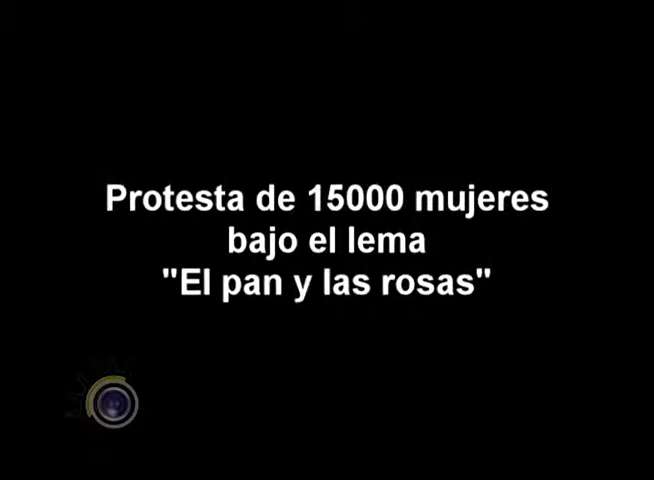 Protesta de 15000 mujeres
bajo el lema
"El pan y las rosas"